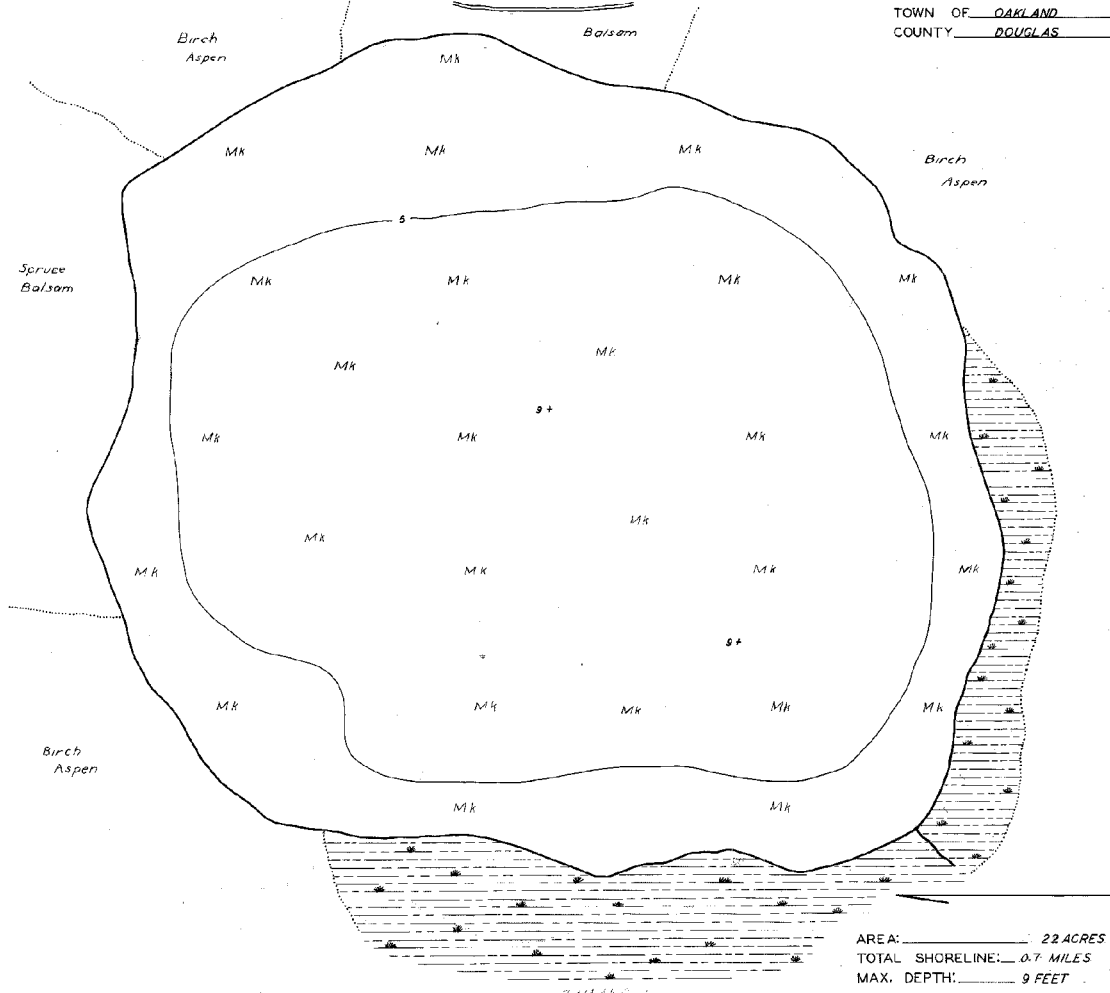 TOWN OF OAKLAND
COUNTY DOUGLAS
Birch
Aspen
Balsam
Mk
Mk Mk Mk
Birch
Aspen
5
Spruce
Balsam
Mk Mk Mk Mk
Mk Mk
9+
Mk Mk Mk Mk
Mk Mk
Mk Mk Mk Mk
9+
Mk Mk Mk Mk Mk
Birch
Aspen
Mk Mk
AREA: 22 ACRES
TOTAL SHORELINE: 0.7 MILES
MAX. DEPTH: 9 FEET